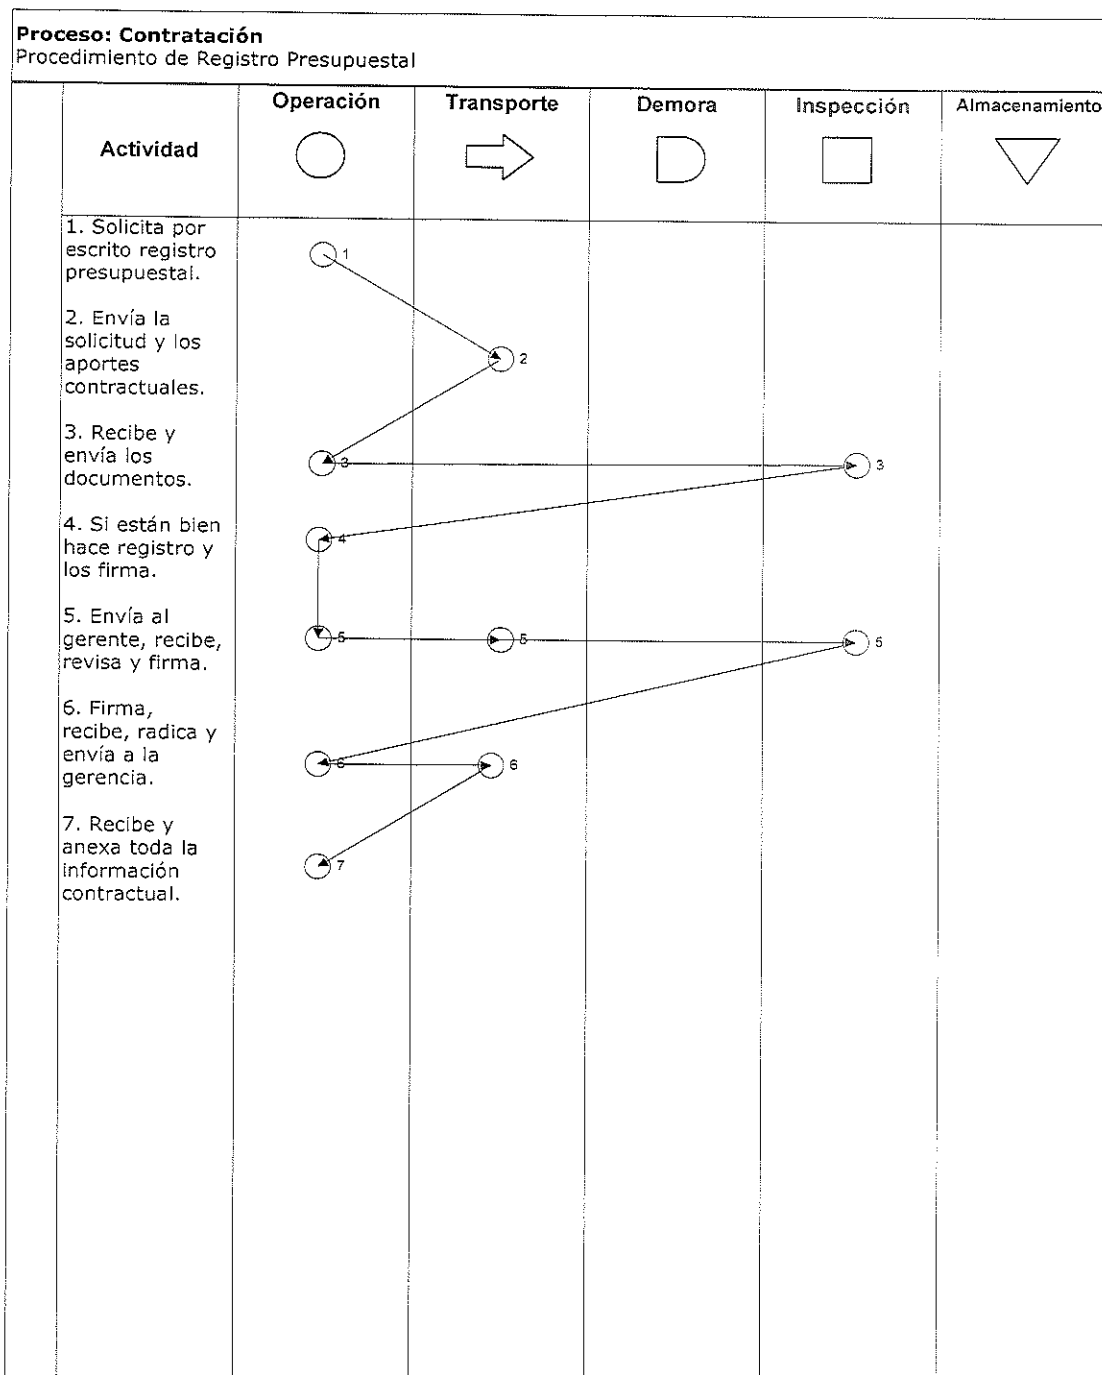 Proceso: Contratación
Procedimiento de Registro Presupuestal
Actividad
Operación
Transporte
Demora
Inspección
Almacenamiento
1. Solicita por
escrito registro
presupuestal.
1
2. Envía la
solicitud y los
aportes
contractuales.
2
3. Recibe y
envía los
documentos.
3
3
4. Si están bien
hace registro y
los firma.
4
5. Envía al
gerente, recibe,
revisa y firma.
5
5
5
6. Firma,
recibe, radica y
envía a la
gerencia.
6
6
7. Recibe y
anexa toda la
información
contractual.
7